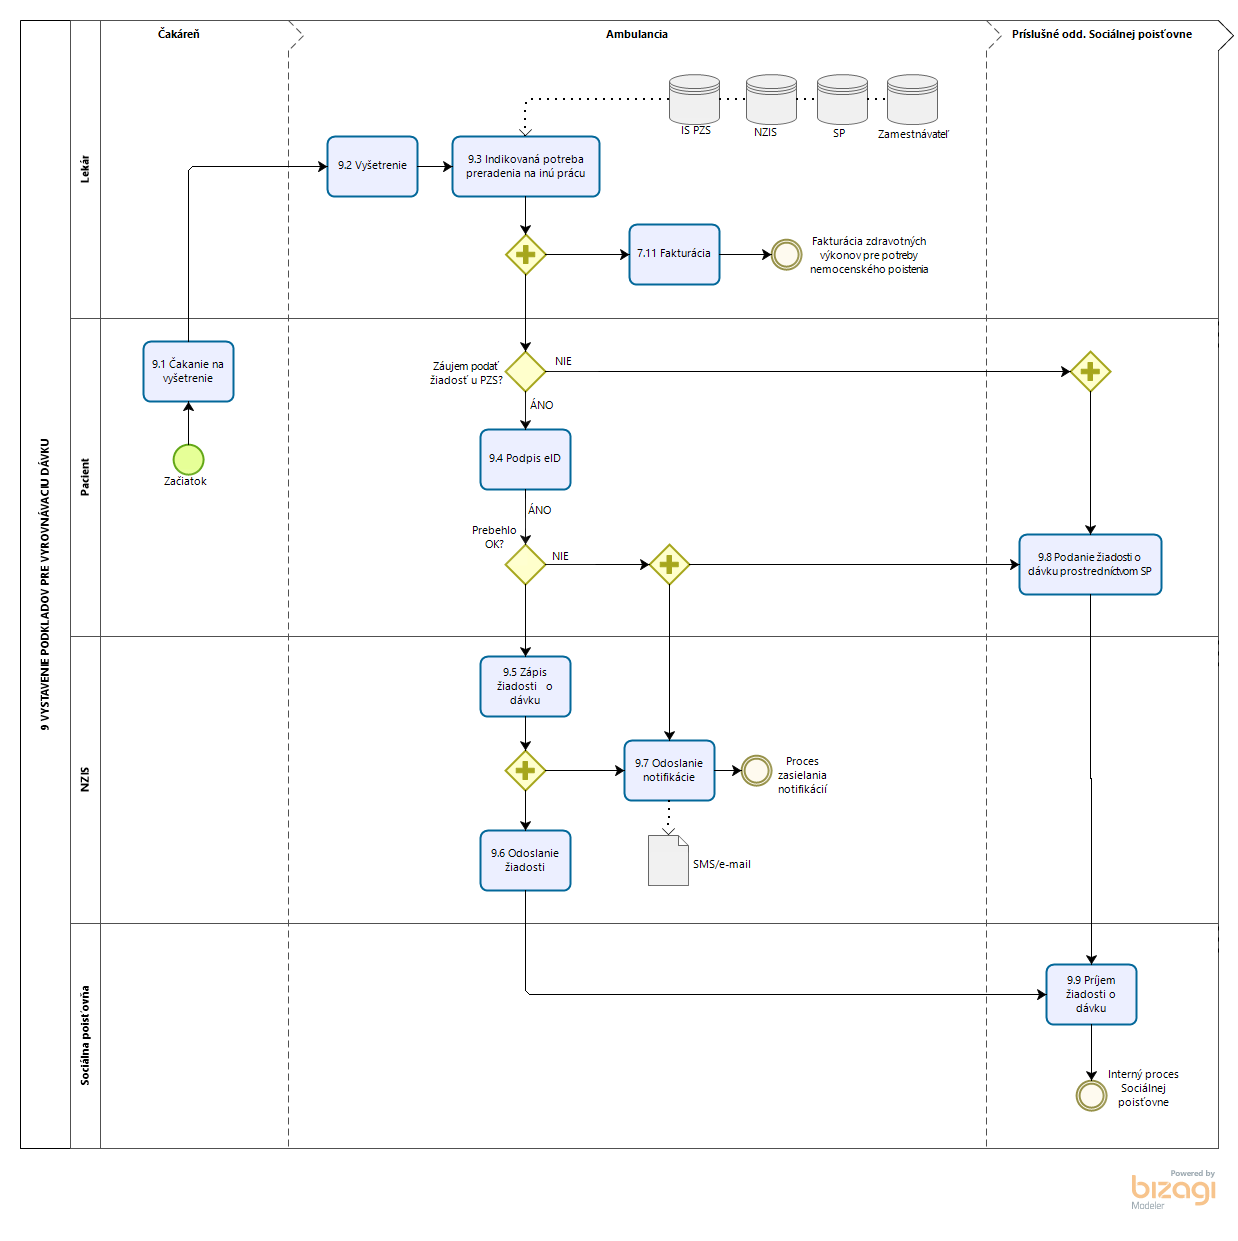 Čakáreň
Ambulancia
Príslušné odd. Sociálnej poisťovne
9 VYSTAVENIE PODKLADOV PRE VYROVNÁVACIU DÁVKU
Lekár
IS PZS
NZIS
SP
Zamestnávateľ
9.2 Vyšetrenie
9.3 Indikovaná potreba
preradenia na inú prácu
7.11 Fakturácia
Fakturácia zdravotných
výkonov pre potreby
nemocenského poistenia
Pacient
9.1 Čakanie na
vyšetrenie
Začiatok
Záujem podať
žiadosť u PZS?
NIE
ÁNO
9.4 Podpis eID
ÁNO
Prebehlo
OK?
NIE
9.8 Podanie žiadosti o
dávku prostredníctvom SP
NZIS
9.5 Zápis
žiadosti o
dávku
9.7 Odoslanie
notifikácie
Proces
zasielania
notifikácií
9.6 Odoslanie
žiadosti
SMS/e-mail
Sociálna poisťovňa
9.9 Príjem
žiadosti o
dávku
Interný proces
Sociálnej
poisťovne
Powered by
bizagi
Modeler